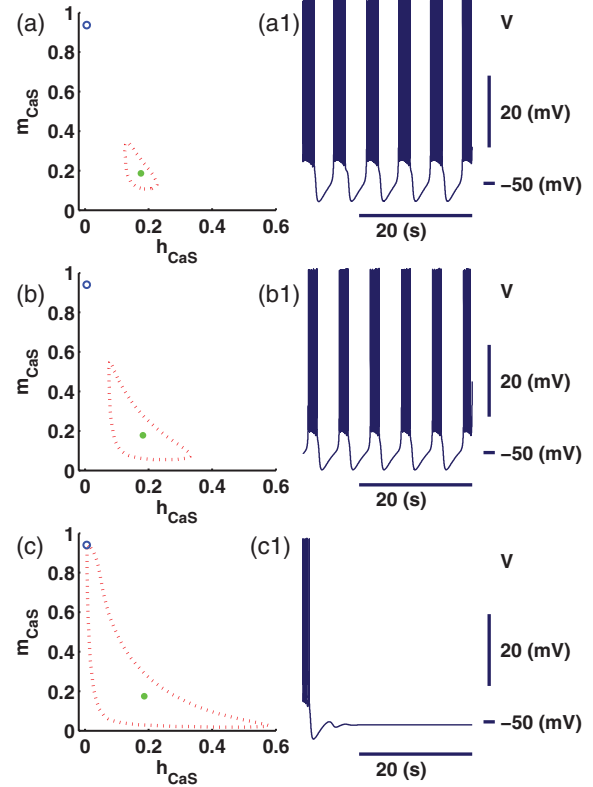 (a)
1
0.8
0.6
0.4
0.2
0
m_CaS
0 0.2 0.4 0.6
h_CaS
(a1)
V
20 (mV)
−50 (mV)
20 (s)
(b)
1
0.8
0.6
0.4
0.2
0
m_CaS
0 0.2 0.4 0.6
h_CaS
(b1)
V
20 (mV)
−50 (mV)
20 (s)
(c)
1
0.8
0.6
0.4
0.2
0
m_CaS
0 0.2 0.4 0.6
h_CaS
(c1)
V
20 (mV)
−50 (mV)
20 (s)